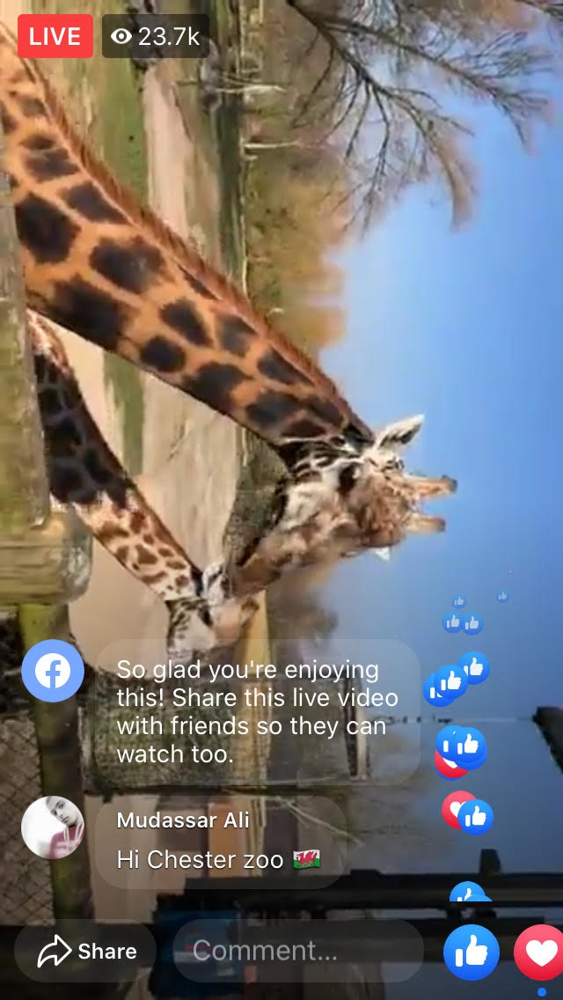 LIVE 23.7k
So glad you're enjoying
this! Share this live video
with friends so they can
watch too.
Mudassar Ali
Hi Chester zoo 🏴󠁧󠁢󠁷󠁬󠁳󠁿
Share Comment...